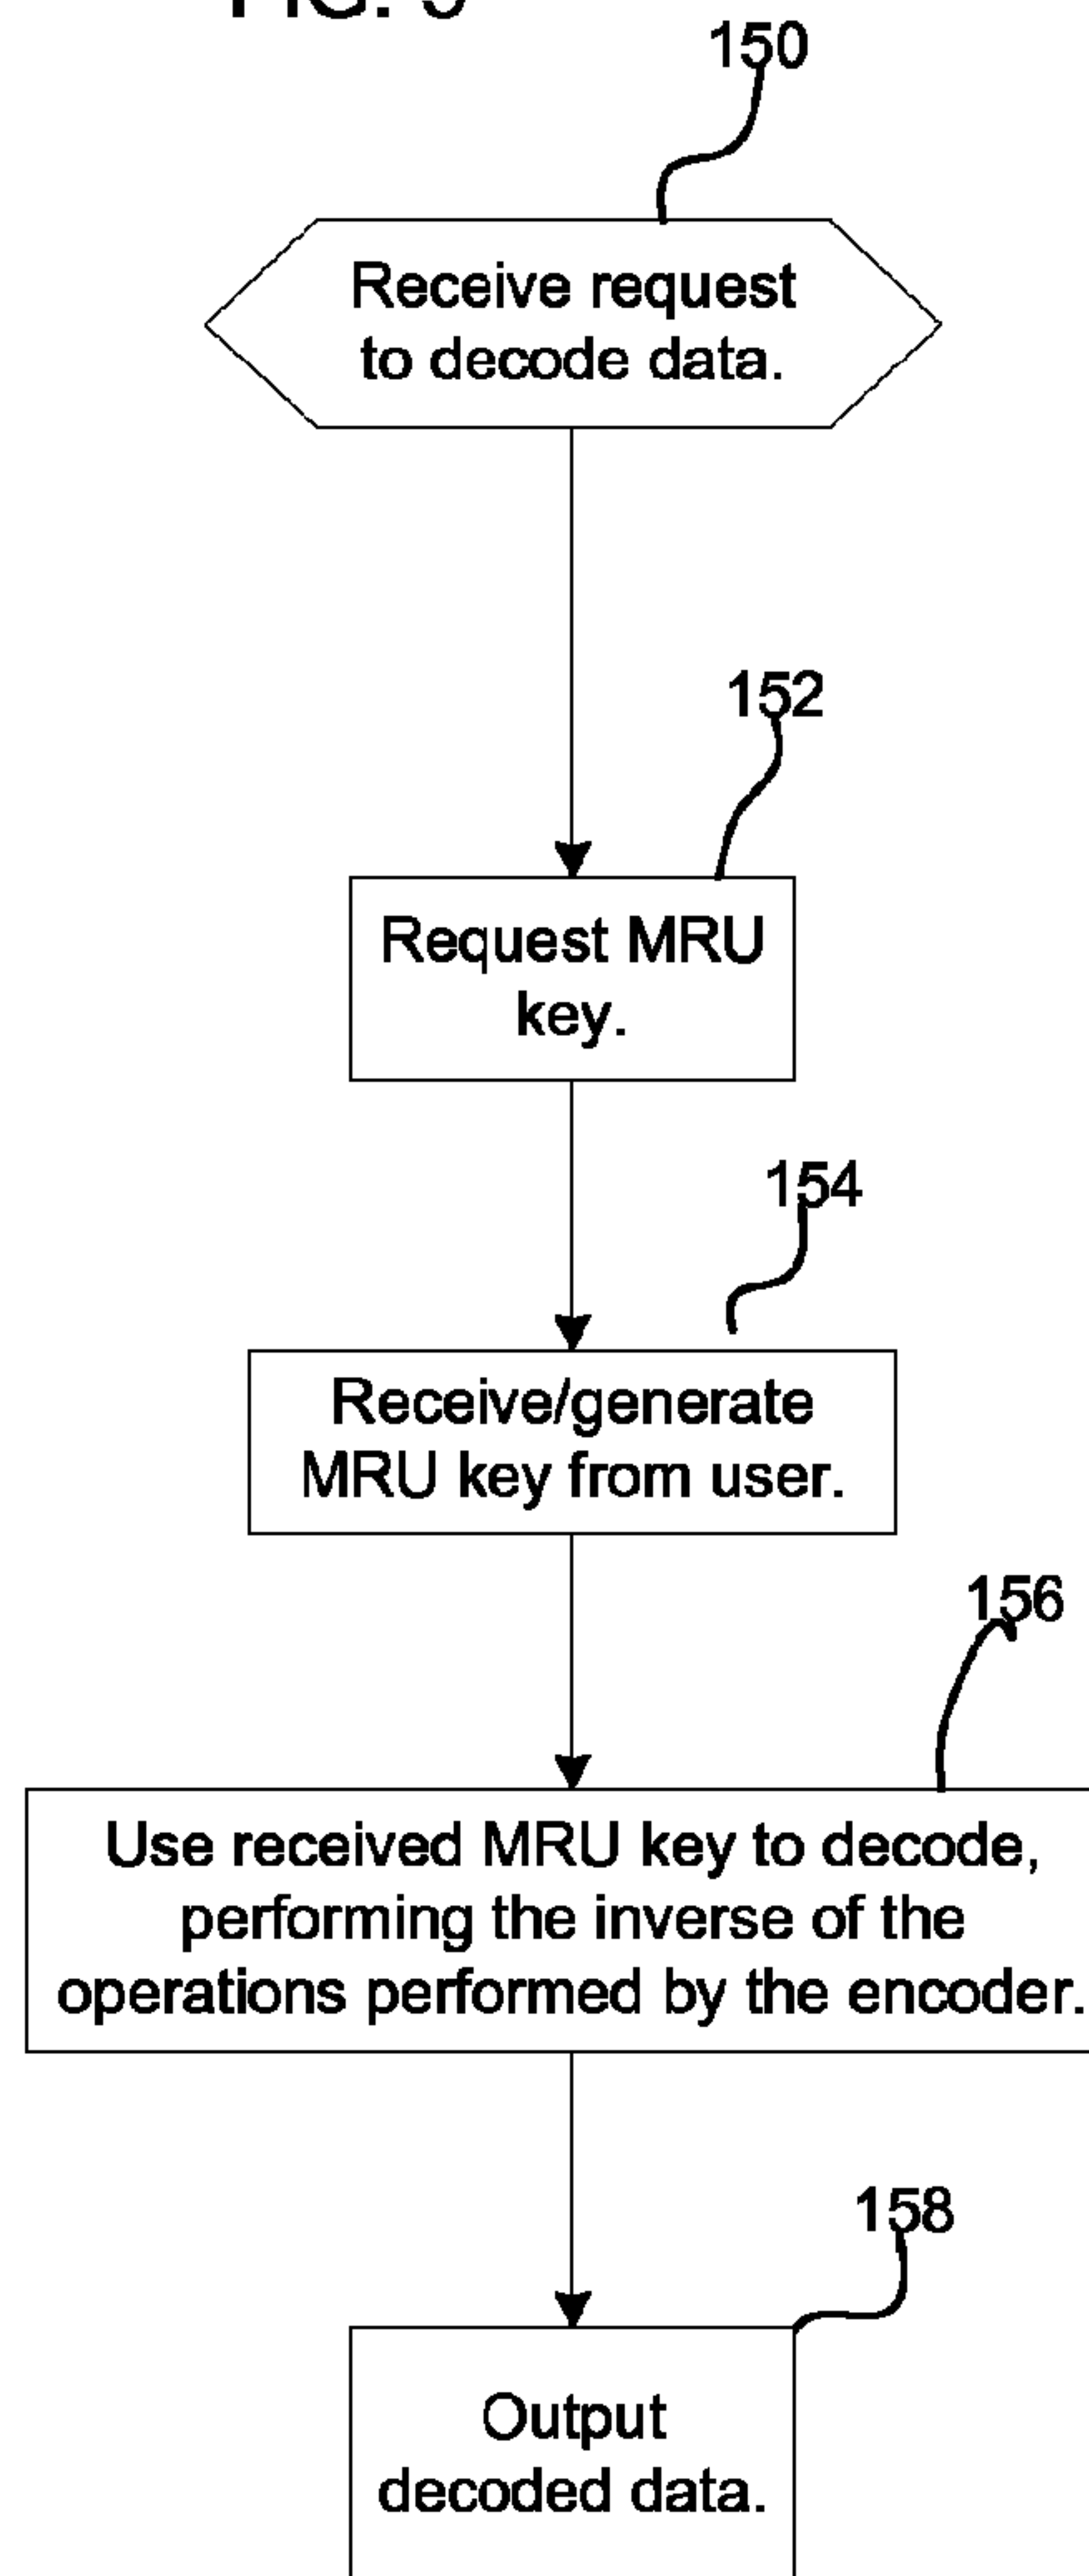 FIG.
150
Receive request
to decode data.
152
Request MRU
key.
154
Receive/generate
MRU key from user.
156
Use received MRU key to decode,
performing the inverse of the
operations performed by the encoder.
158
Output
decoded data.